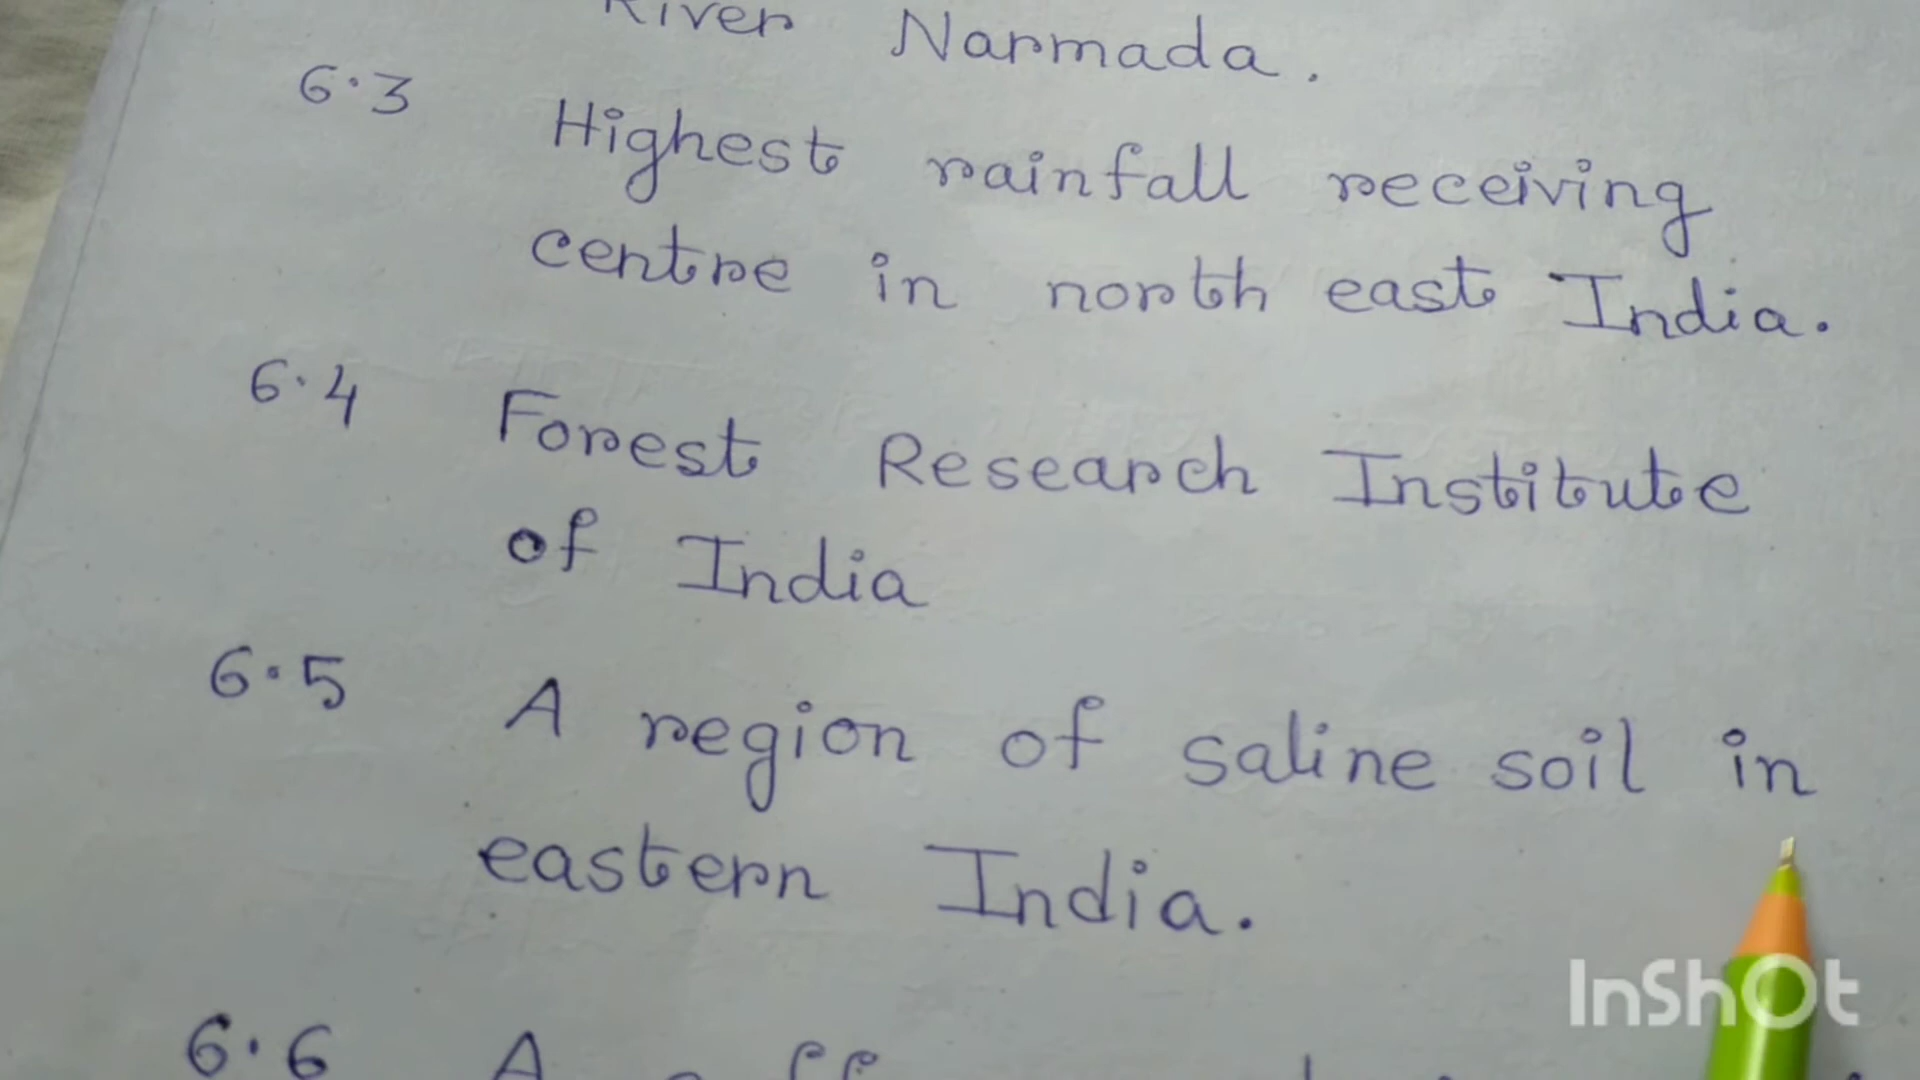 River Narmada.
6.3 Highest rainfall receiving
centre in north east India.
6.4 Forest Research Institute
of India
6.5 A region of saline soil in
eastern India.
6.6 A
InShOt